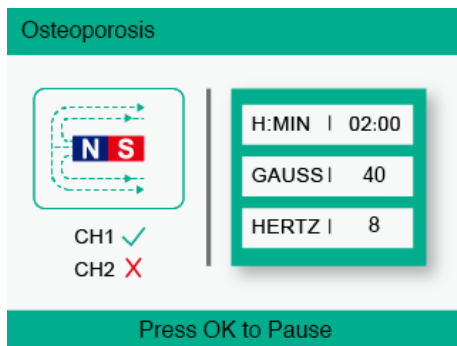 Osteoporosis
N S
CH1 ✓
CH2 X
H:MIN | 02:00
GAUSS | 40
HERTZ | 8
Press OK to Pause